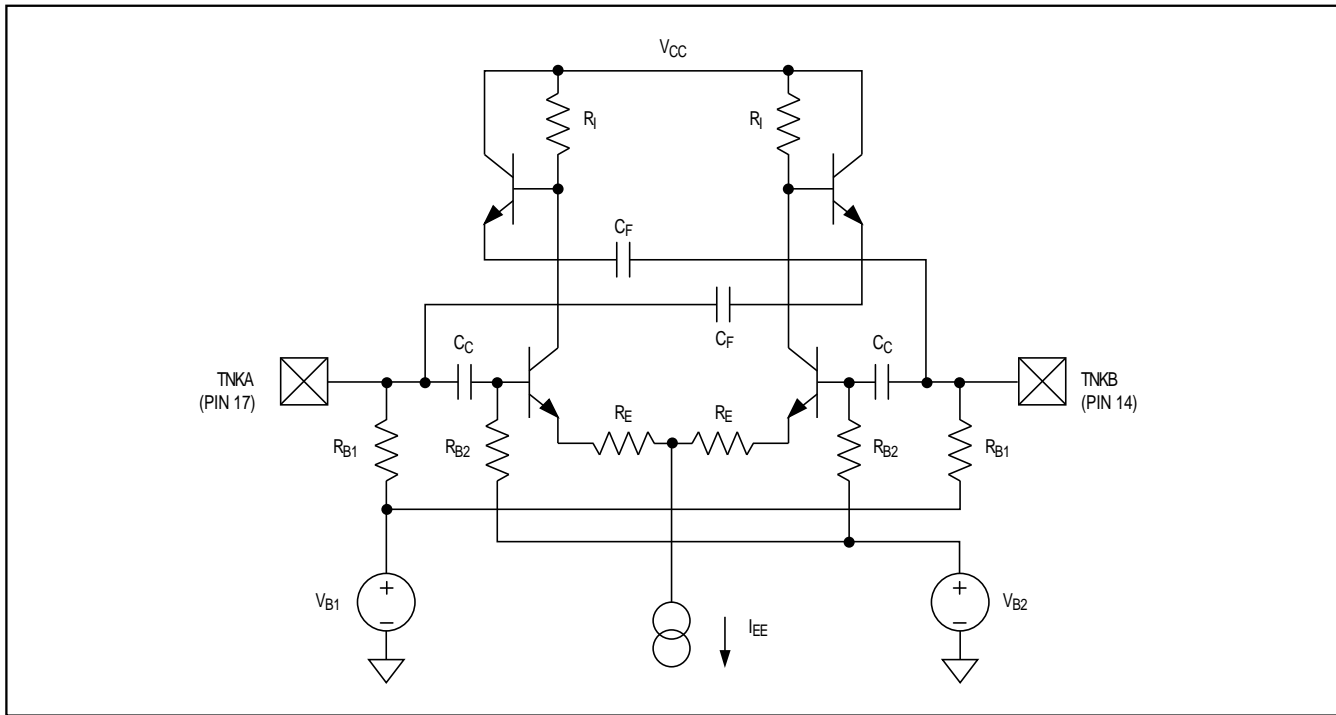 VCC
RI
RI
CF
CF
CC
CC
TNKA
(PIN 17)
TNKB
(PIN 14)
RE
RE
RB1
RB2
RB2
RB1
VB1
+
−
IEE
VB2
+
−